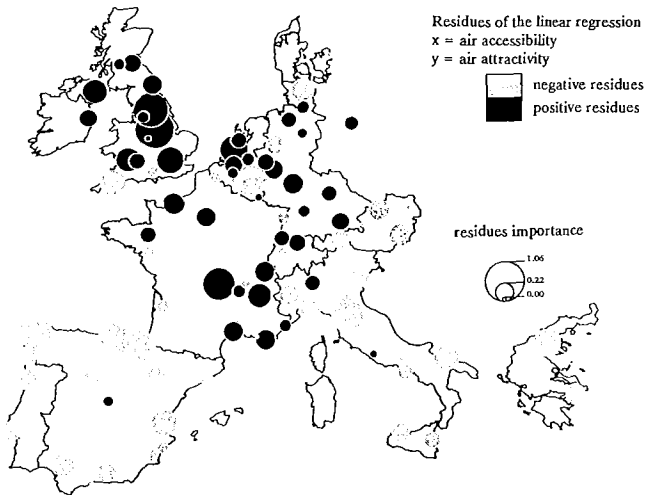 Residues of the linear regression
x = air accessibility
y = air attractivity
negative residues
positive residues
residues importance
1.06
0.22
0.00